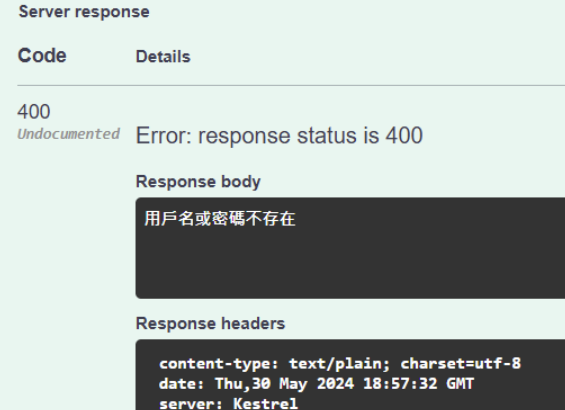 Server response
Code Details
400
Undocumented Error: response status is 400
Response body
用戶名或密碼不存在
Response headers
content-type: text/plain; charset=utf-8
date: Thu,30 May 2024 18:57:32 GMT
server: Kestrel